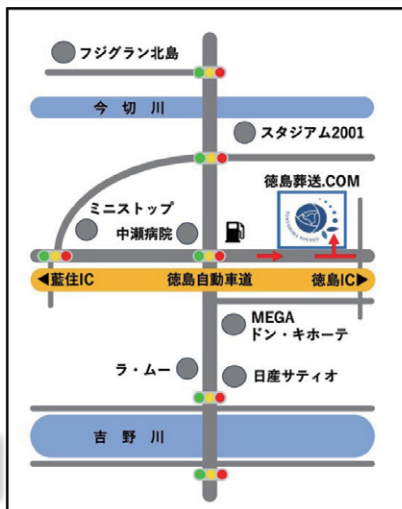 フジグラン北島
今切川
スタジアム2001
徳島葬送.COM
ミニストップ
中瀬病院
◀藍住IC
徳島自動車道
徳島IC▶
MEGA
ドン・キホーテ
ラ・ムー
日産サティオ
吉野川